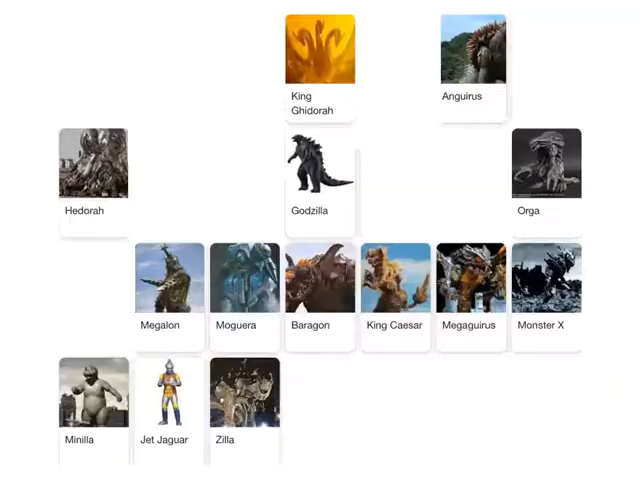 King
Ghidorah
Anguirus
Hedorah
Godzilla
Orga
Megalon
Moguera
Baragon
King Caesar
Megaguirus
Monster X
Minilla
Jet Jaguar
Zilla